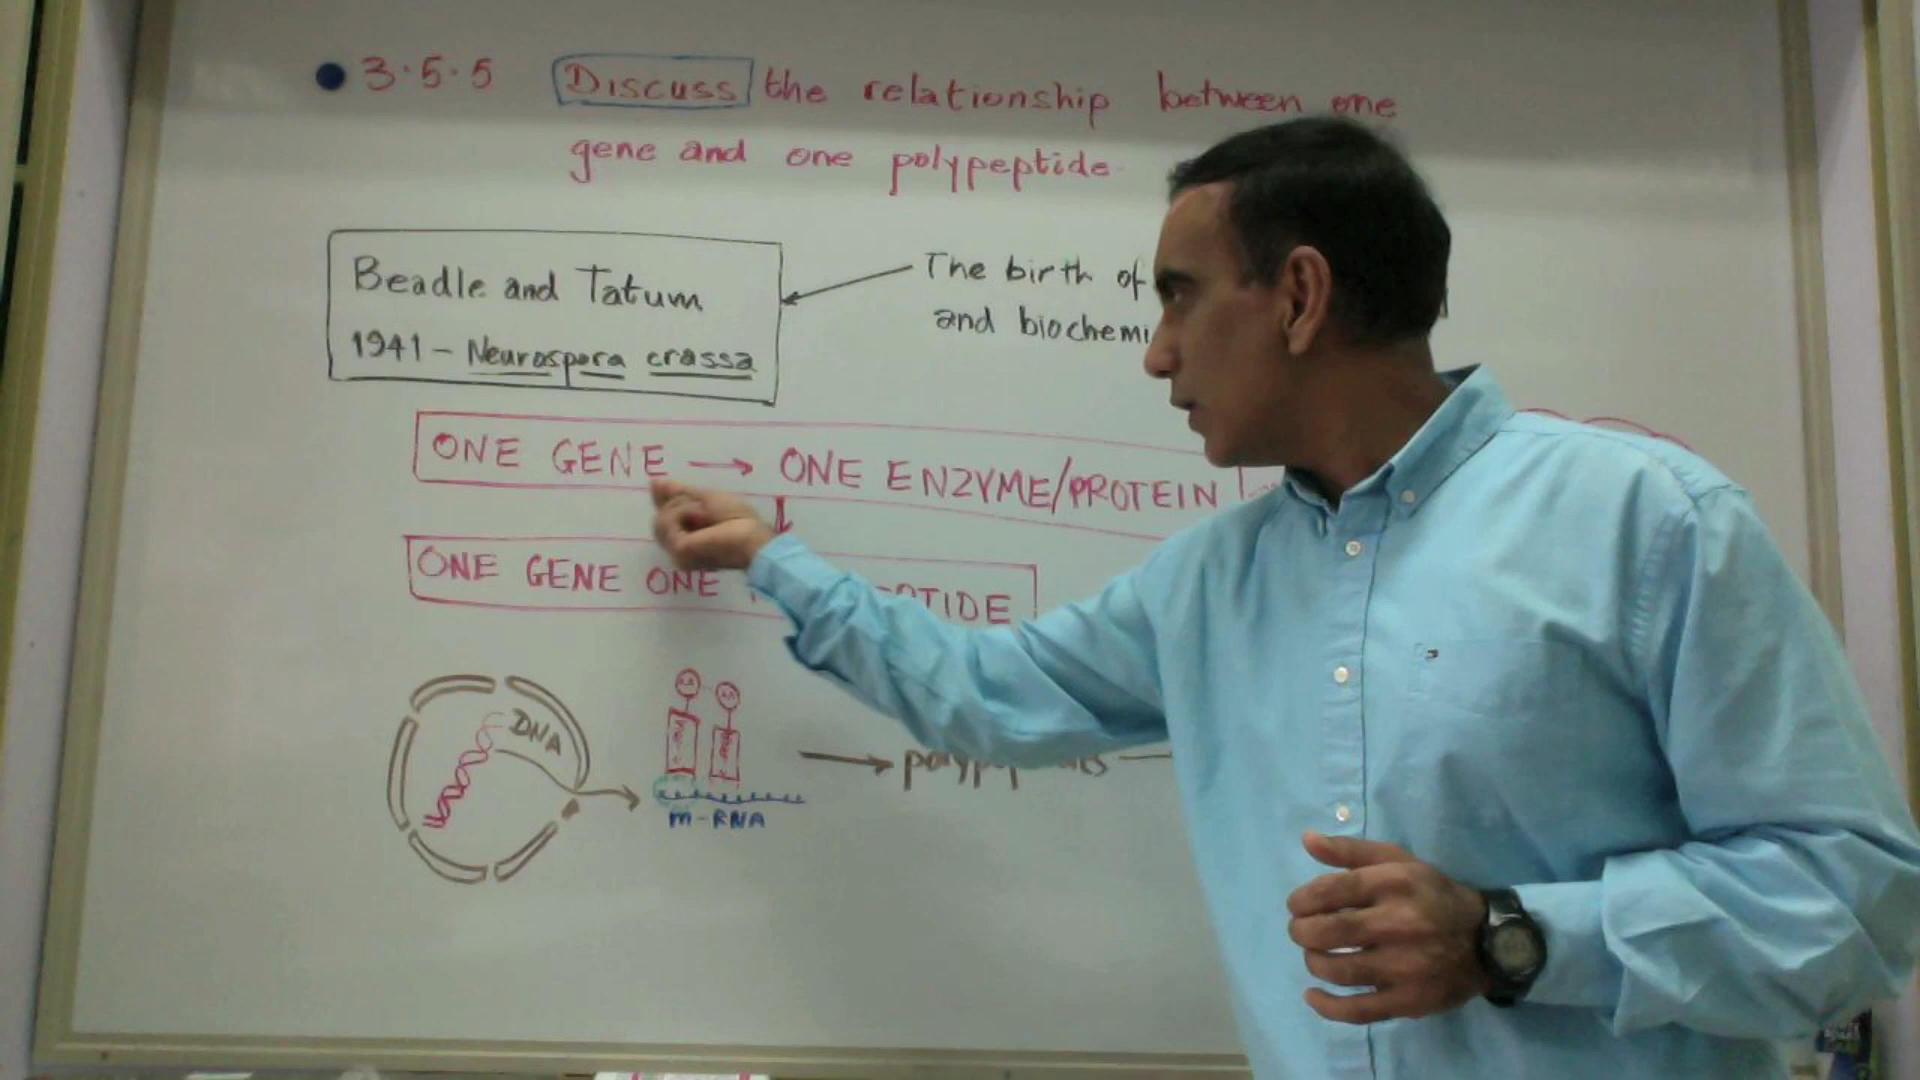 3.5.5 Discuss the relationship between one
gene and one polypeptide.
Beadle and Tatum
1941 - Neurospora crassa
The birth of
and biochemi
ONE GENE → ONE ENZYME/PROTEIN
ONE GENE ONE
DNA
m-RNA